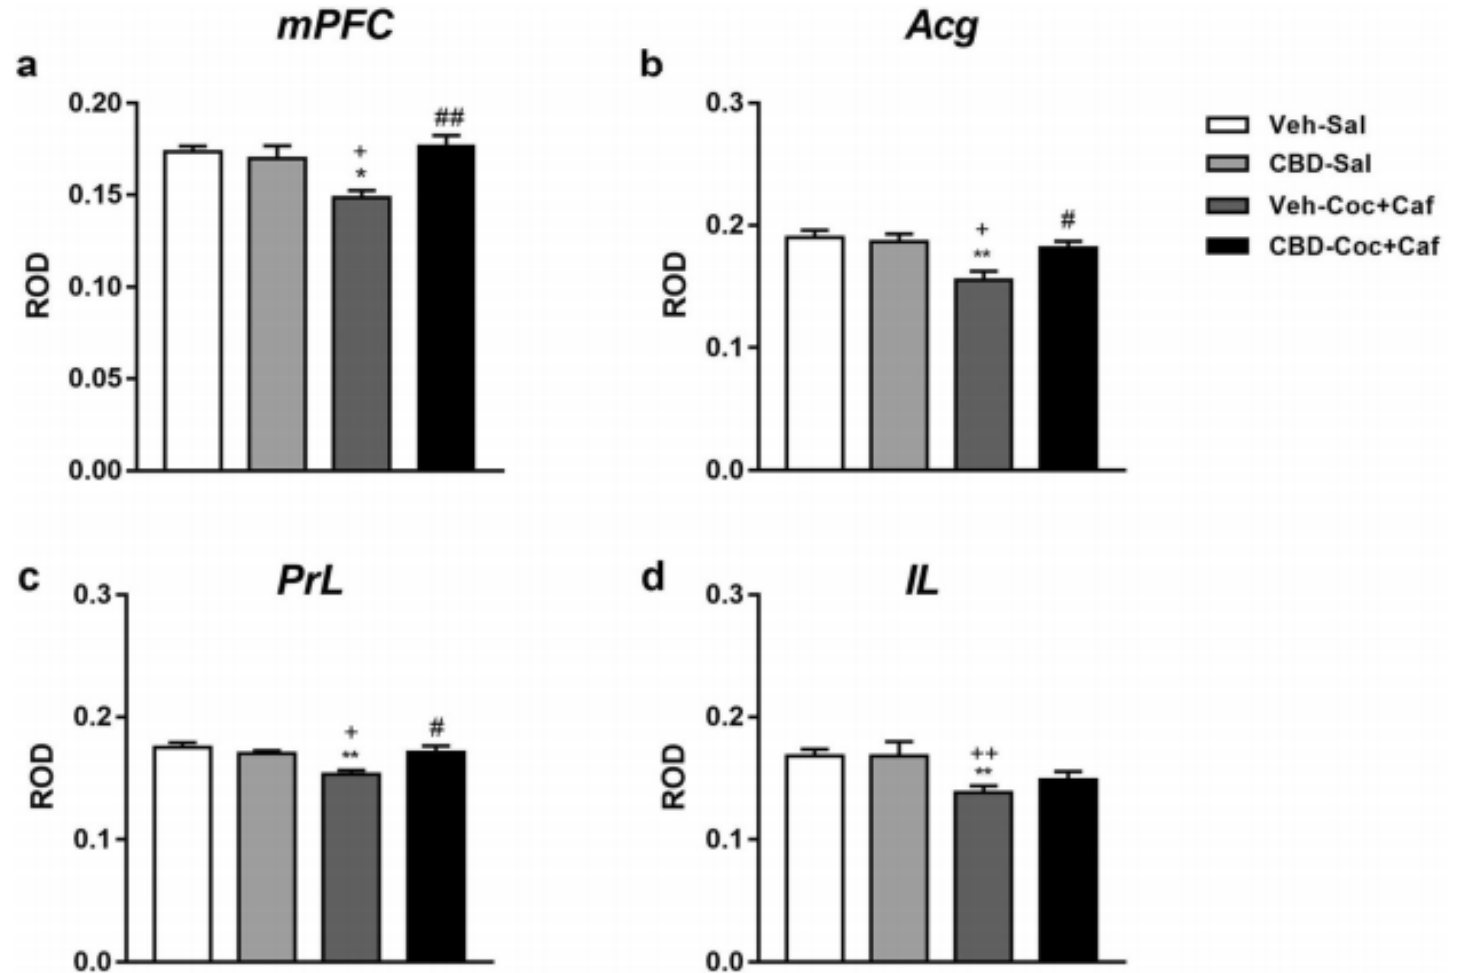 mPFC
a
0.20
0.15
0.10
0.05
0.00
ROD
+
*
##
Acg
b
0.3
0.2
0.1
0.0
ROD
+
**
#
Veh-Sal
CBD-Sal
Veh-Coc+Caf
CBD-Coc+Caf
PrL
c
0.3
0.2
0.1
0.0
ROD
+
**
#
IL
d
0.3
0.2
0.1
0.0
ROD
++
**